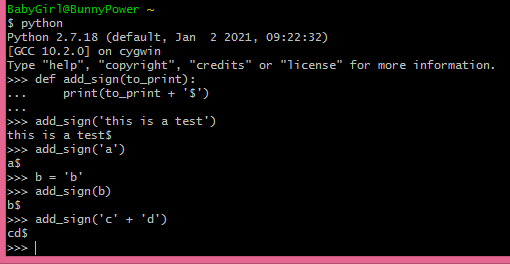 BabyGirl@BunnyPower ~
$ python
Python 2.7.18 (default, Jan  2 2021, 09:22:32)
[GCC 10.2.0] on cygwin
Type "help", "copyright", "credits" or "license" for more information.
>>> def add_sign(to_print):
...     print(to_print + '$')
...
>>> add_sign('this is a test')
this is a test$
>>> add_sign('a')
a$
>>> b = 'b'
>>> add_sign(b)
b$
>>> add_sign('c' + 'd')
cd$
>>>